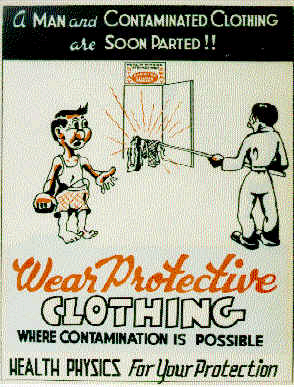 A MAN and CONTAMINATED CLOTHING
are SOON PARTED!!
Wear Protective
CLOTHING
WHERE CONTAMINATION IS POSSIBLE
HEALTH PHYSICS For Your Protection